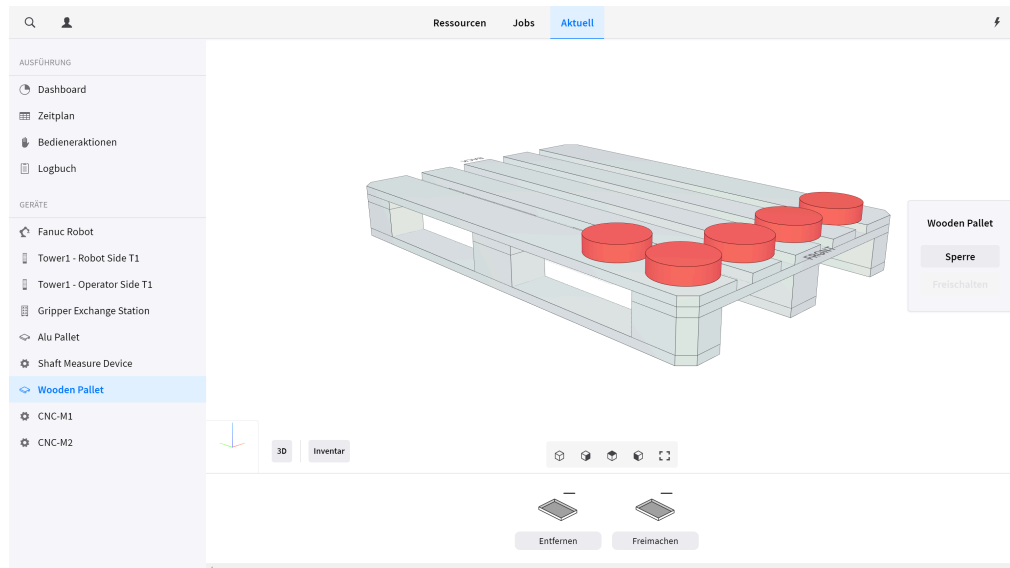 Ressourcen
Jobs
Aktuell
AUSFÜHRUNG
Dashboard
Zeitplan
Bedieneraktionen
Logbuch
GERÄTE
Fanuc Robot
Tower1 - Robot Side T1
Tower1 - Operator Side T1
Gripper Exchange Station
Alu Pallet
Shaft Measure Device
Wooden Pallet
CNC-M1
CNC-M2
FRONT
Wooden Pallet
Sperre
Freischalten
3D
Inventar
Entfernen
Freimachen